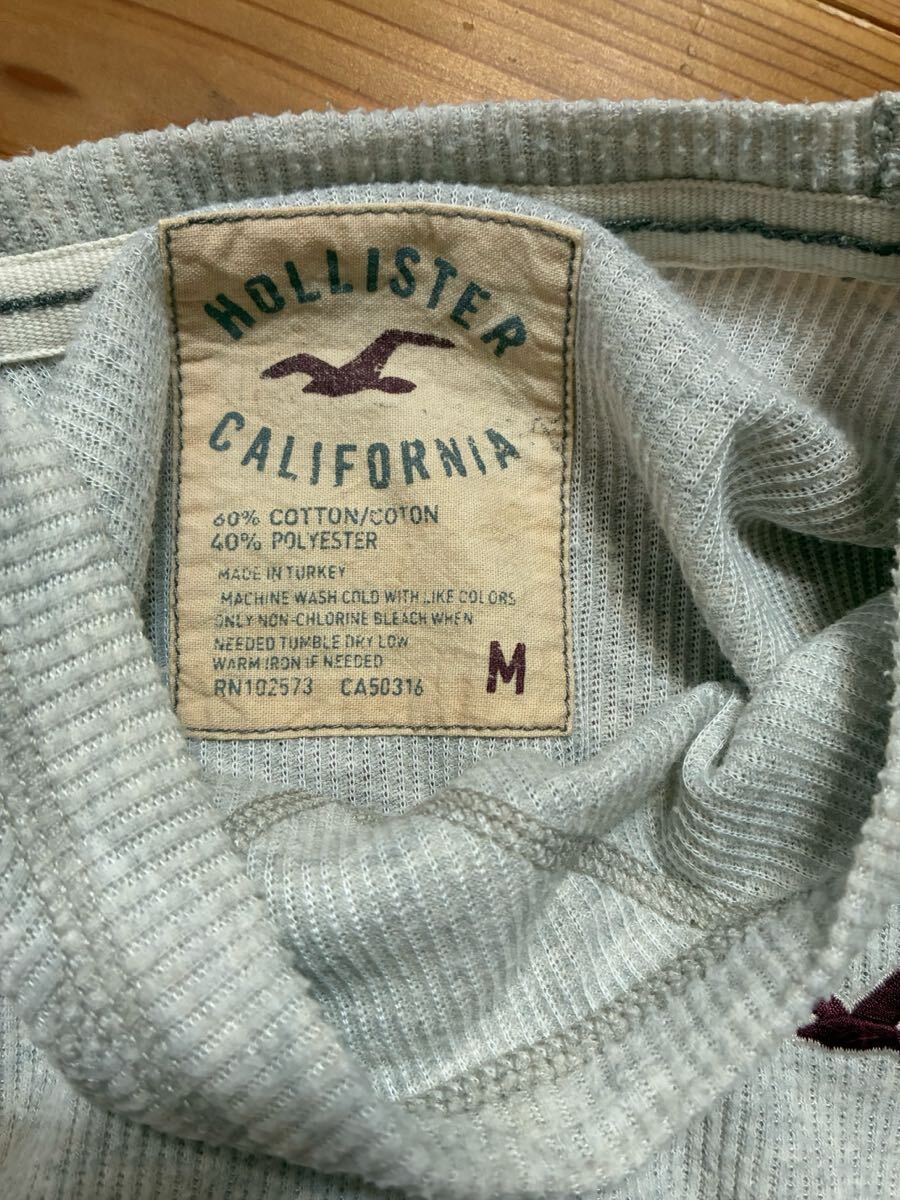 HOLLISTER
CALIFORNIA
60% COTTON/COTON
40% POLYESTER
MADE IN TURKEY
MACHINE WASH COLD WITH LIKE COLORS
ONLY NON-CHLORINE BLEACH WHEN
NEEDED TUMBLE DRY LOW
WARM IRON IF NEEDED
RN102573 CA50316
M